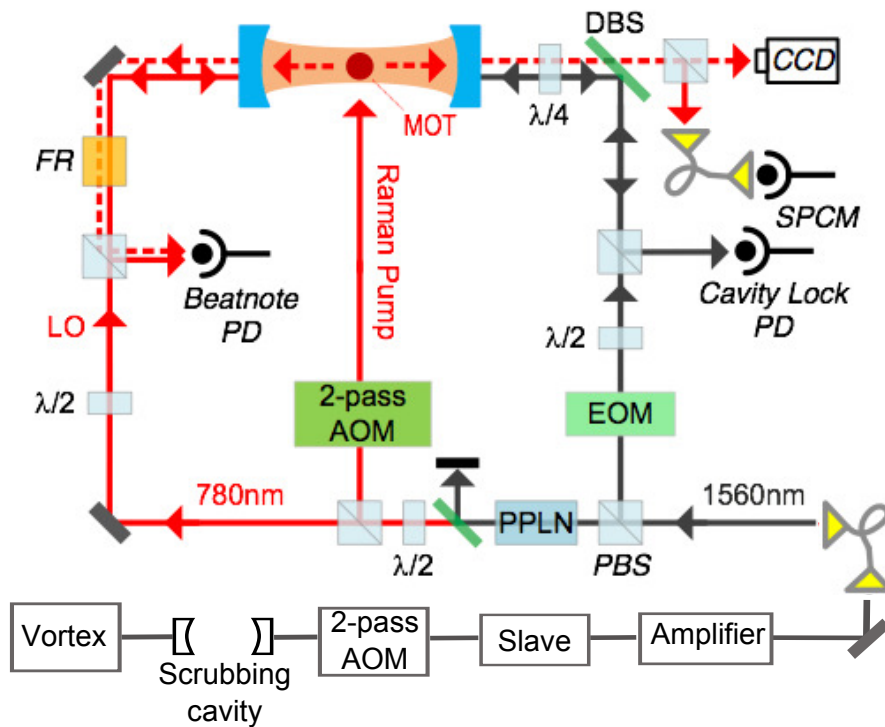 DBS
CCD
λ/4
MOT
FR
SPCM
Raman Pump
Beatnote
PD
Cavity Lock
PD
LO
λ/2
λ/2
2-pass
AOM
EOM
780nm
1560nm
PPLN
λ/2
PBS
Vortex
Scrubbing
cavity
2-pass
AOM
Slave
Amplifier